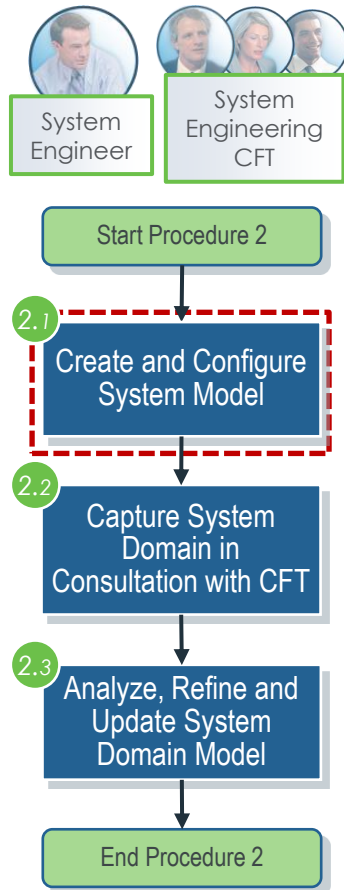 System
Engineer
System
Engineering
CFT
Start Procedure 2
2.1
Create and Configure
System Model
2.2
Capture System
Domain in
Consultation with CFT
2.3
Analyze, Refine and
Update System
Domain Model
End Procedure 2